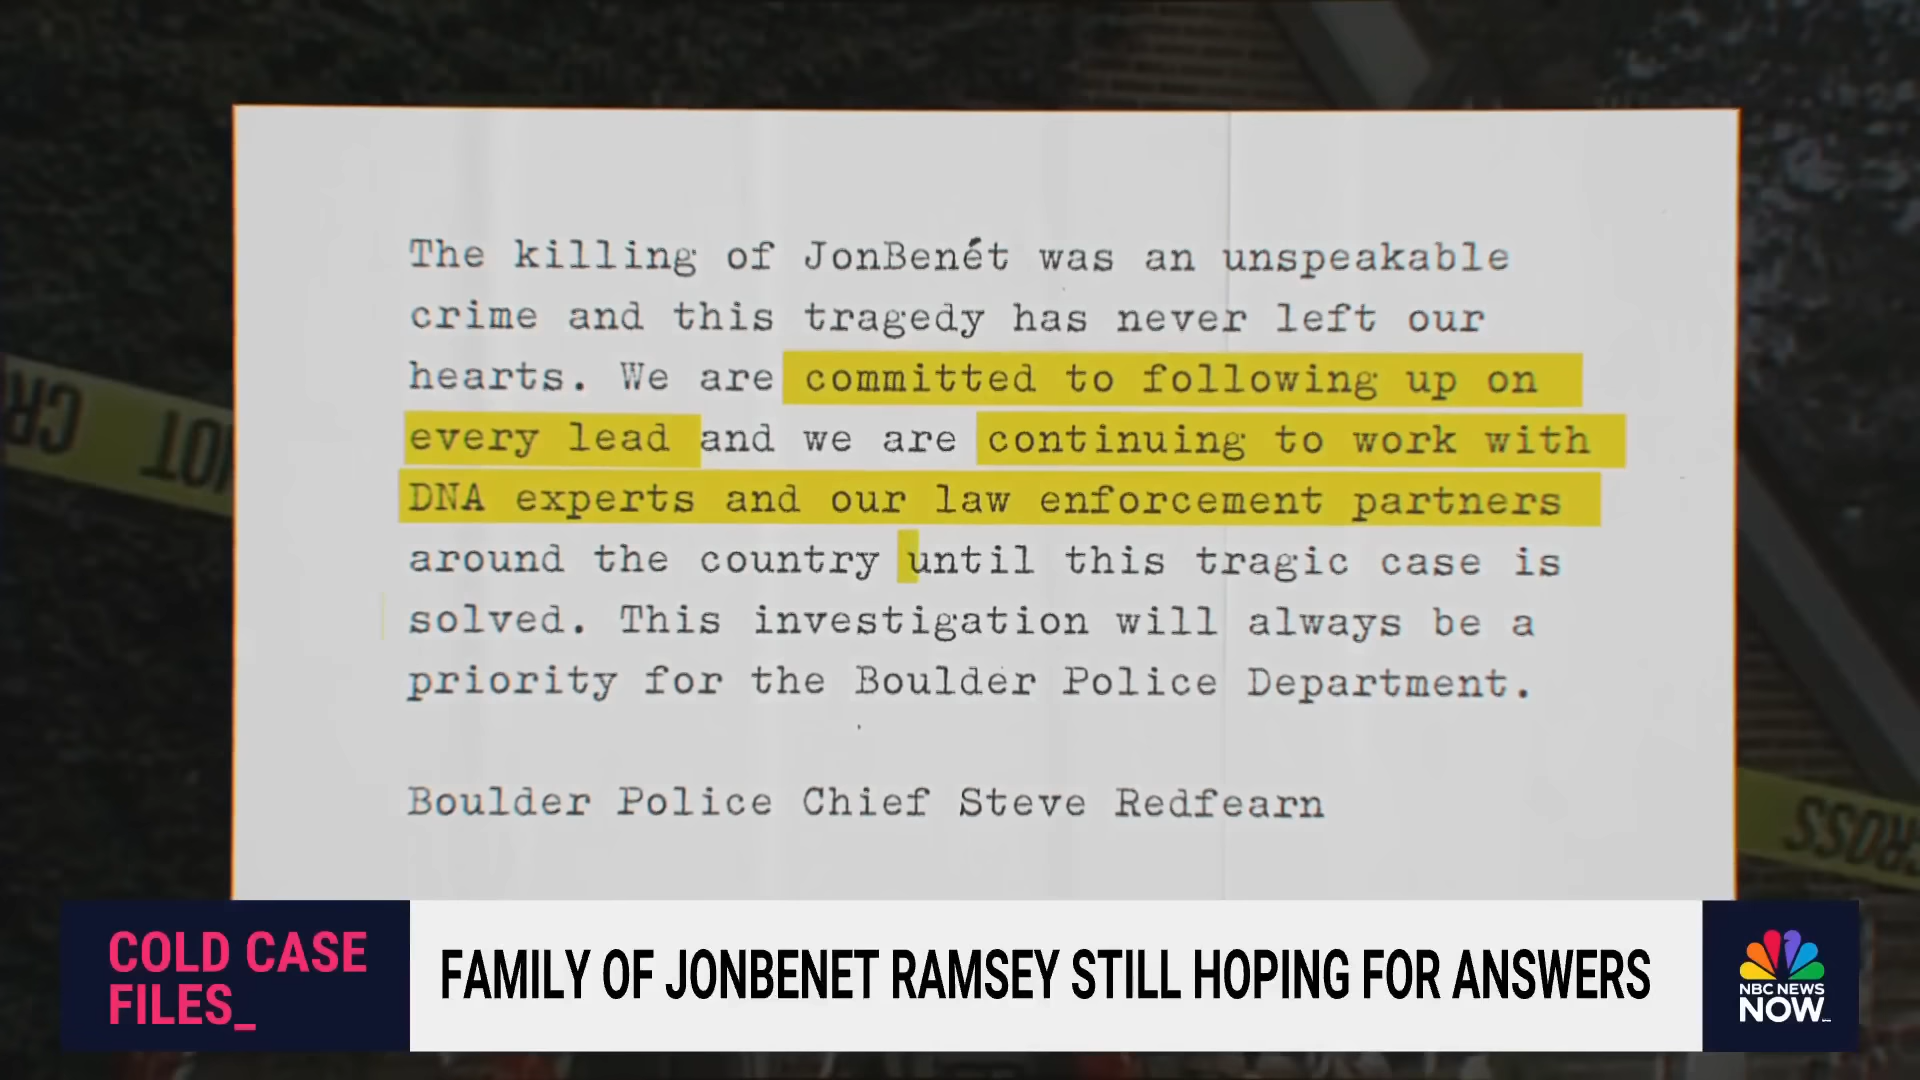 The killing of JonBenét was an unspeakable
crime and this tragedy has never left our
hearts. We are committed to following up on
every lead and we are continuing to work with
DNA experts and our law enforcement partners
around the country until this tragic case is
solved. This investigation will always be a
priority for the Boulder Police Department.
Boulder Police Chief Steve Redfearn
CR
NOT
CROSS
COLD CASE
FILES_
FAMILY OF JONBENET RAMSEY STILL HOPING FOR ANSWERS
NBC NEWS
NOW